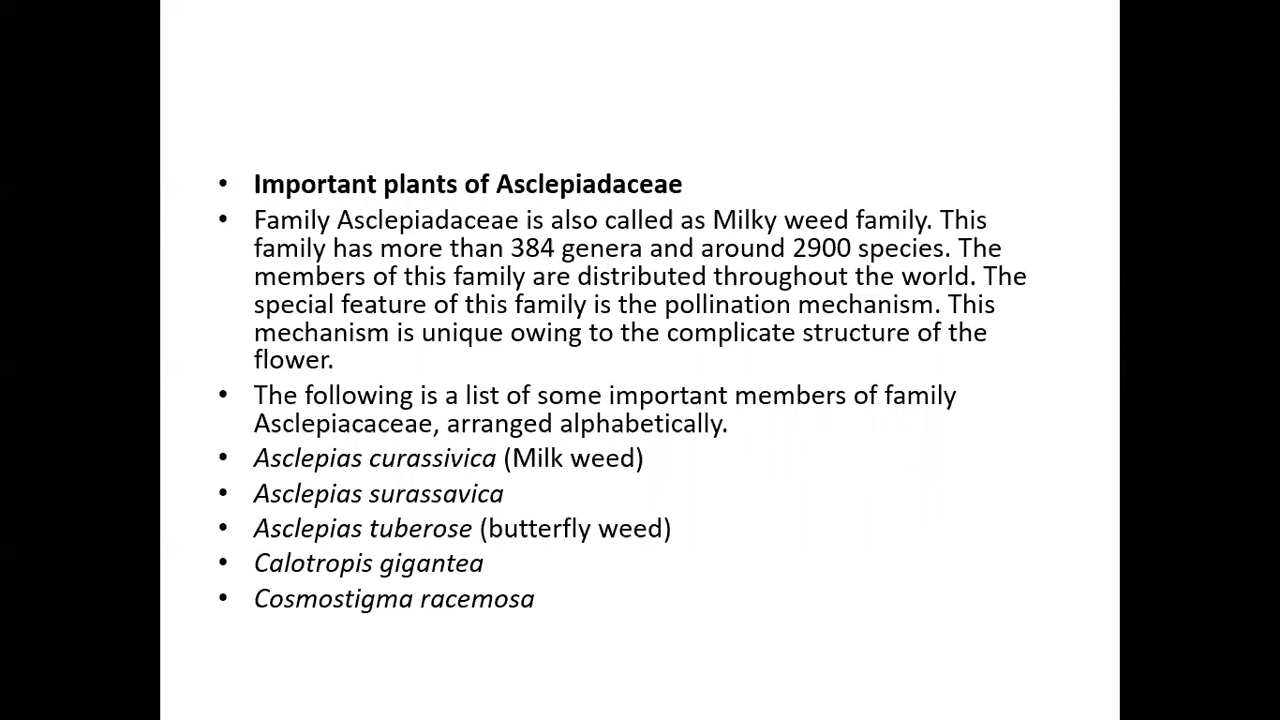 • Important plants of Asclepiadaceae
• Family Asclepiadaceae is also called as Milky weed family. This
family has more than 384 genera and around 2900 species. The
members of this family are distributed throughout the world. The
special feature of this family is the pollination mechanism. This
mechanism is unique owing to the complicate structure of the
flower.
• The following is a list of some important members of family
Asclepiacaceae, arranged alphabetically.
• Asclepias curassivica (Milk weed)
• Asclepias surassavica
• Asclepias tuberose (butterfly weed)
• Calotropis gigantea
• Cosmostigma racemosa